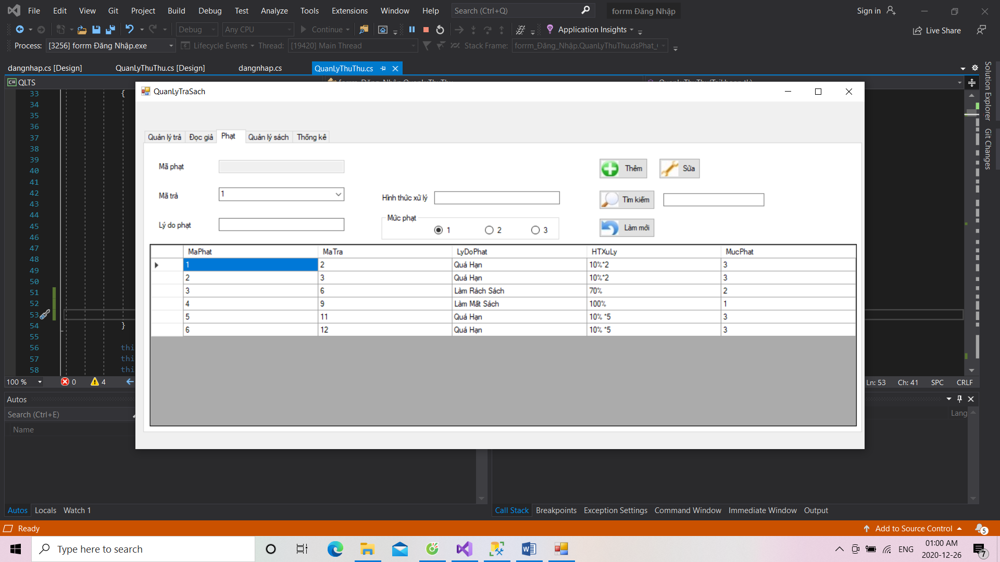 File Edit View Git Project Build Debug Test Analyze Tools Extensions Window Help Search (Ctrl+Q) forrm Đăng Nhập Sign in
Debug Any CPU Continue Application Insights Live Share
Process: [3256] forrm Đăng Nhập.exe Lifecycle Events Thread: [19420] Main Thread Stack Frame: forrm_Đăng_Nhập.QuanLyThuThu.dsPhat_
dangnhap.cs [Design] QuanLyThuThu.cs [Design] dangnhap.cs QuanLyThuThu.cs
C# QLTS
Solution Explorer
Git Changes
QuanLyTraSach
Quản lý trả Đọc giả Phạt Quản lý sách Thống kê
Mã phạt
Thêm Sửa
Mã trả 1
Hình thức xử lý
Tìm kiếm
Lý do phạt
Mức phạt
1 2 3
Làm mới
MaPhat MaTra LyDoPhat HTXuLy MucPhat
1 2 Quá Hạn 10%*2 3
2 3 Quá Hạn 10%*2 3
3 6 Làm Rách Sách 70% 2
4 9 Làm Mất Sách 100% 1
5 11 Quá Hạn 10% *5 3
6 12 Quá Hạn 10% *5 3
33 {
34
35
36
37
38
39
40
41
42
43
44
45
46
47
48
49
50
51
52
53
54 }
55
56 thi
57 thi
58 thi
100 % 0 4 Ln: 53 Ch: 41 SPC CRLF
Autos
Search (Ctrl+E)
Name
Lang
Autos Locals Watch 1
Call Stack Breakpoints Exception Settings Command Window Immediate Window Output
Ready Add to Source Control 5
Type here to search
ENG 01:00 AM
2020-12-26
7